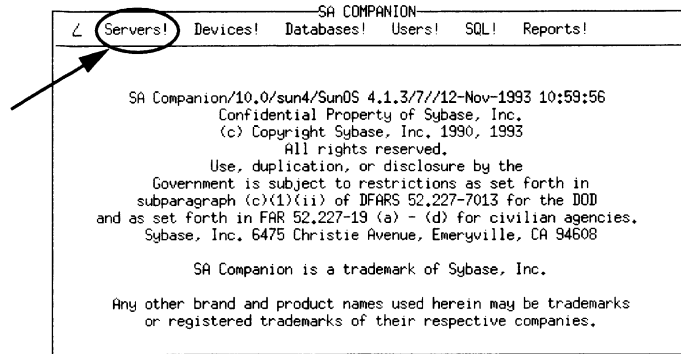 SA COMPANION
∠ Servers! Devices! Databases! Users! SQL! Reports!
SA Companion/10.0/sun4/SunOS 4.1.3/7//12-Nov-1993 10:59:56
Confidential Property of Sybase, Inc.
(c) Copyright Sybase, Inc. 1990, 1993
All rights reserved.
Use, duplication, or disclosure by the
Government is subject to restrictions as set forth in
subparagraph (c)(1)(ii) of DFARS 52.227-7013 for the DOD
and as set forth in FAR 52.227-19 (a) - (d) for civilian agencies.
Sybase, Inc. 6475 Christie Avenue, Emeryville, CA 94608
SA Companion is a trademark of Sybase, Inc.
Any other brand and product names used herein may be trademarks
or registered trademarks of their respective companies.